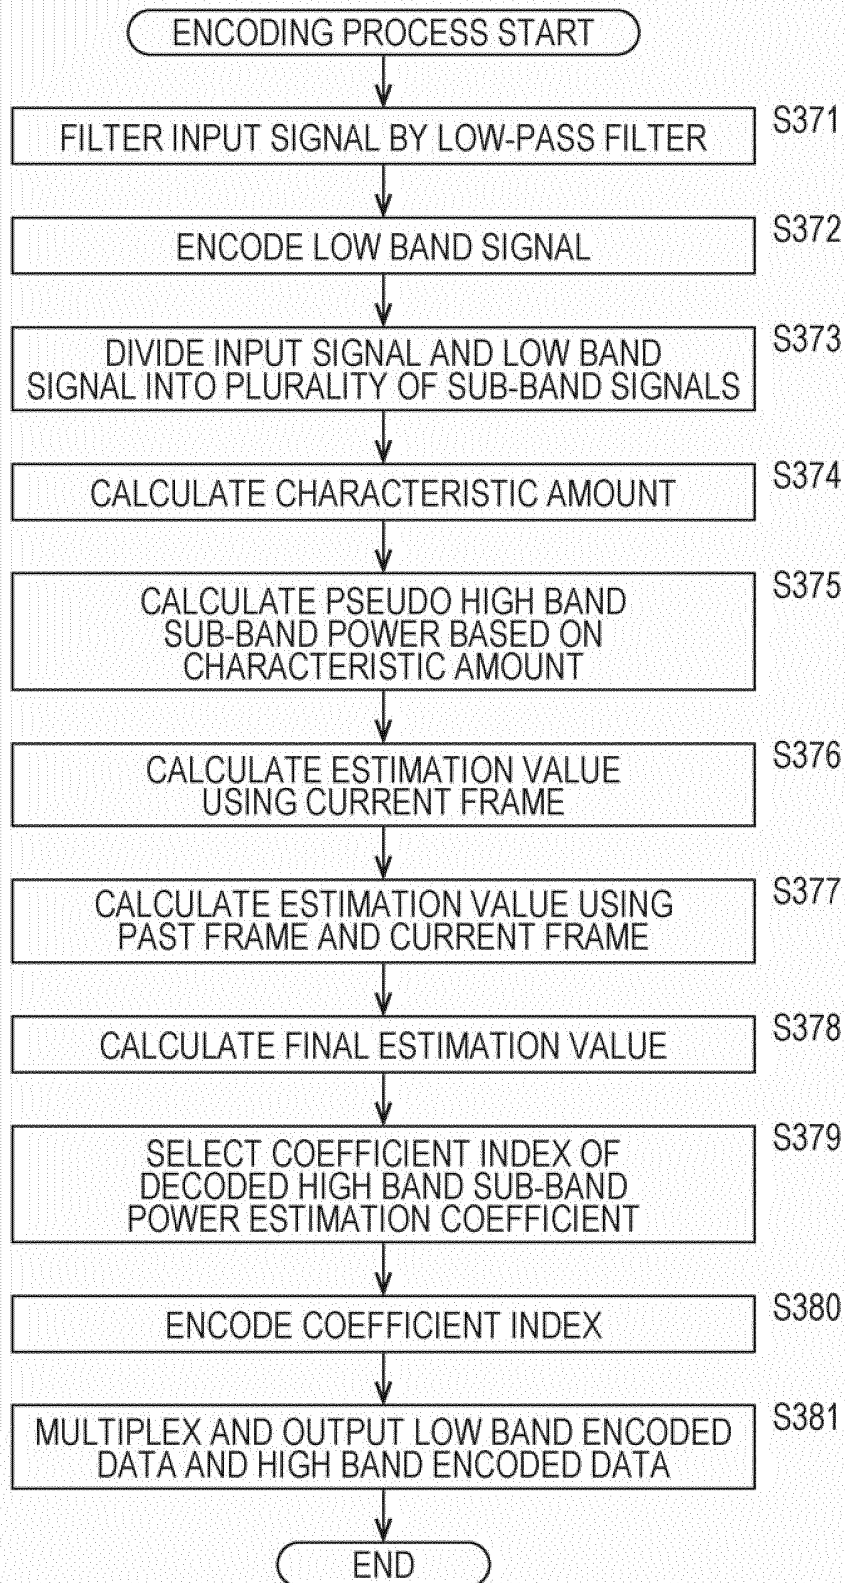 ENCODING PROCESS START
S371
FILTER INPUT SIGNAL BY LOW-PASS FILTER
S372
ENCODE LOW BAND SIGNAL
S373
DIVIDE INPUT SIGNAL AND LOW BAND
SIGNAL INTO PLURALITY OF SUB-BAND SIGNALS
S374
CALCULATE CHARACTERISTIC AMOUNT
S375
CALCULATE PSEUDO HIGH BAND
SUB-BAND POWER BASED ON
CHARACTERISTIC AMOUNT
S376
CALCULATE ESTIMATION VALUE
USING CURRENT FRAME
S377
CALCULATE ESTIMATION VALUE USING
PAST FRAME AND CURRENT FRAME
S378
CALCULATE FINAL ESTIMATION VALUE
S379
SELECT COEFFICIENT INDEX OF
DECODED HIGH BAND SUB-BAND
POWER ESTIMATION COEFFICIENT
S380
ENCODE COEFFICIENT INDEX
S381
MULTIPLEX AND OUTPUT LOW BAND ENCODED
DATA AND HIGH BAND ENCODED DATA
END